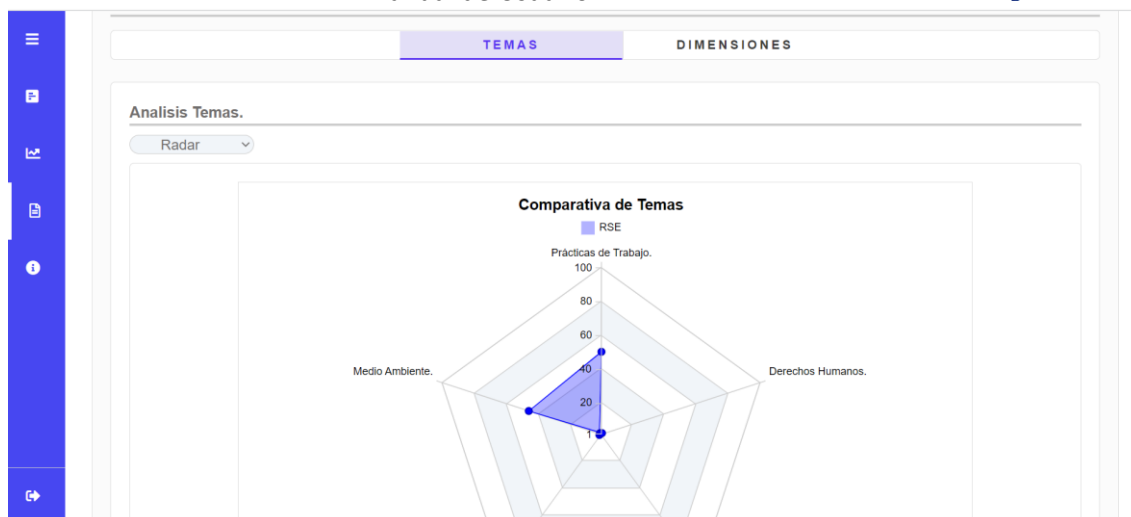 TEMAS DIMENSIONES
Analisis Temas.
Radar
Comparativa de Temas
RSE
Prácticas de Trabajo.
100
80
60
Medio Ambiente. 40 Derechos Humanos.
20
1